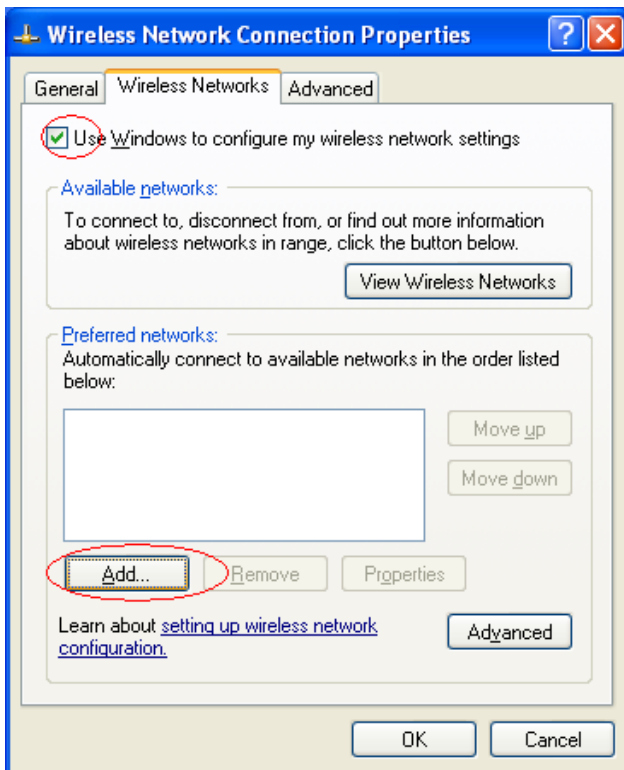 Wireless Network Connection Properties
General Wireless Networks Advanced
Use Windows to configure my wireless network settings
Available networks:
To connect to, disconnect from, or find out more information
about wireless networks in range, click the button below.
View Wireless Networks
Preferred networks:
Automatically connect to available networks in the order listed
below:
Move up
Move down
Add... Remove Properties
Learn about setting up wireless network
configuration.
Advanced
OK Cancel